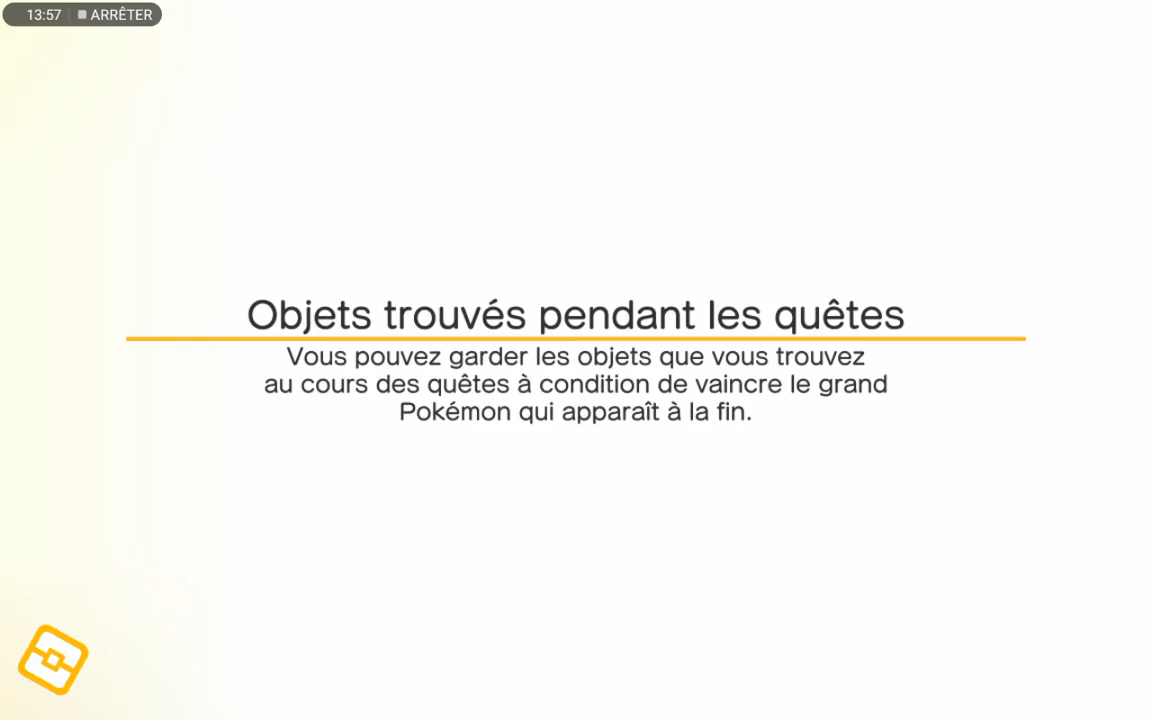 13:57 ARRÊTER
Objets trouvés pendant les quêtes
Vous pouvez garder les objets que vous trouvez
au cours des quêtes à condition de vaincre le grand
Pokémon qui apparaît à la fin.